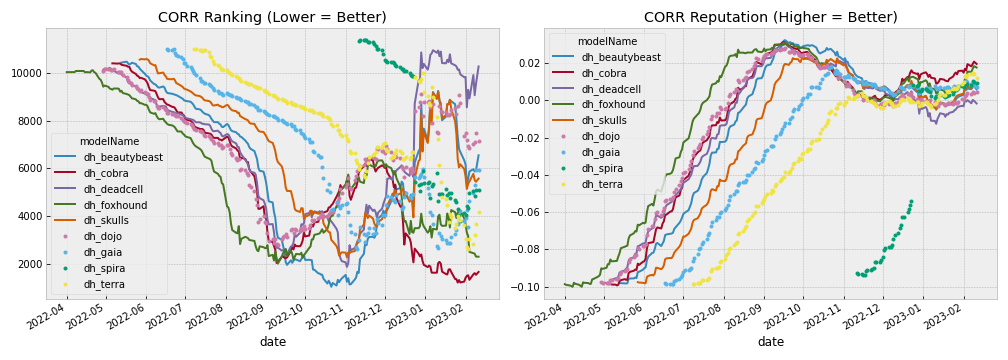 CORR Ranking (Lower = Better)
10000
8000
6000
4000
2000
modelName
dh_beautybeast
dh_cobra
dh_deadcell
dh_foxhound
dh_skulls
dh_dojo
dh_gaia
dh_spira
dh_terra
2022-04
2022-05
2022-06
2022-07
2022-08
2022-09
2022-10
2022-11
2022-12
2023-01
2023-02
date
CORR Reputation (Higher = Better)
0.02
0.00
−0.02
−0.04
−0.06
−0.08
−0.10
modelName
dh_beautybeast
dh_cobra
dh_deadcell
dh_foxhound
dh_skulls
dh_dojo
dh_gaia
dh_spira
dh_terra
2022-04
2022-05
2022-06
2022-07
2022-08
2022-09
2022-10
2022-11
2022-12
2023-01
2023-02
date